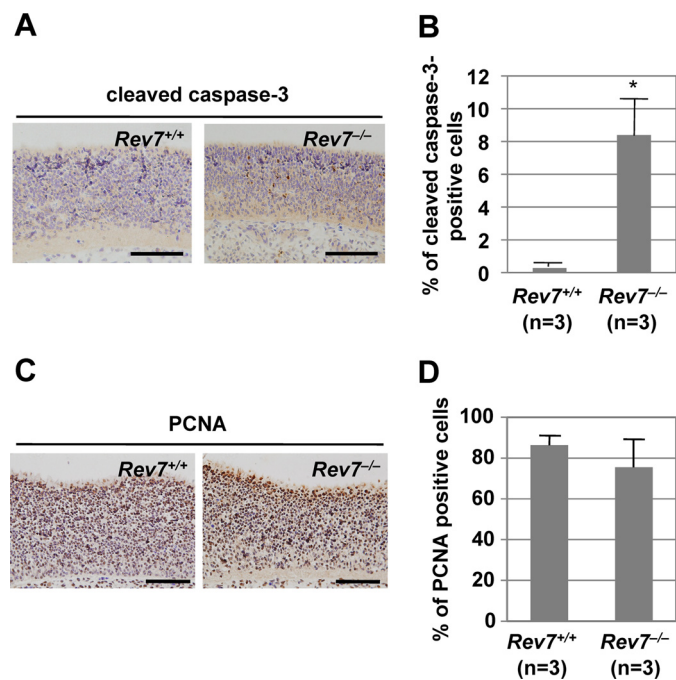 A
cleaved caspase-3
Rev7+/+
Rev7–/–
B
% of cleaved caspase-3-
positive cells
12
10
8
6
4
2
0
*
Rev7+/+
(n=3)
Rev7–/–
(n=3)
C
PCNA
Rev7+/+
Rev7–/–
D
% of PCNA positive cells
100
80
60
40
20
0
Rev7+/+
(n=3)
Rev7–/–
(n=3)